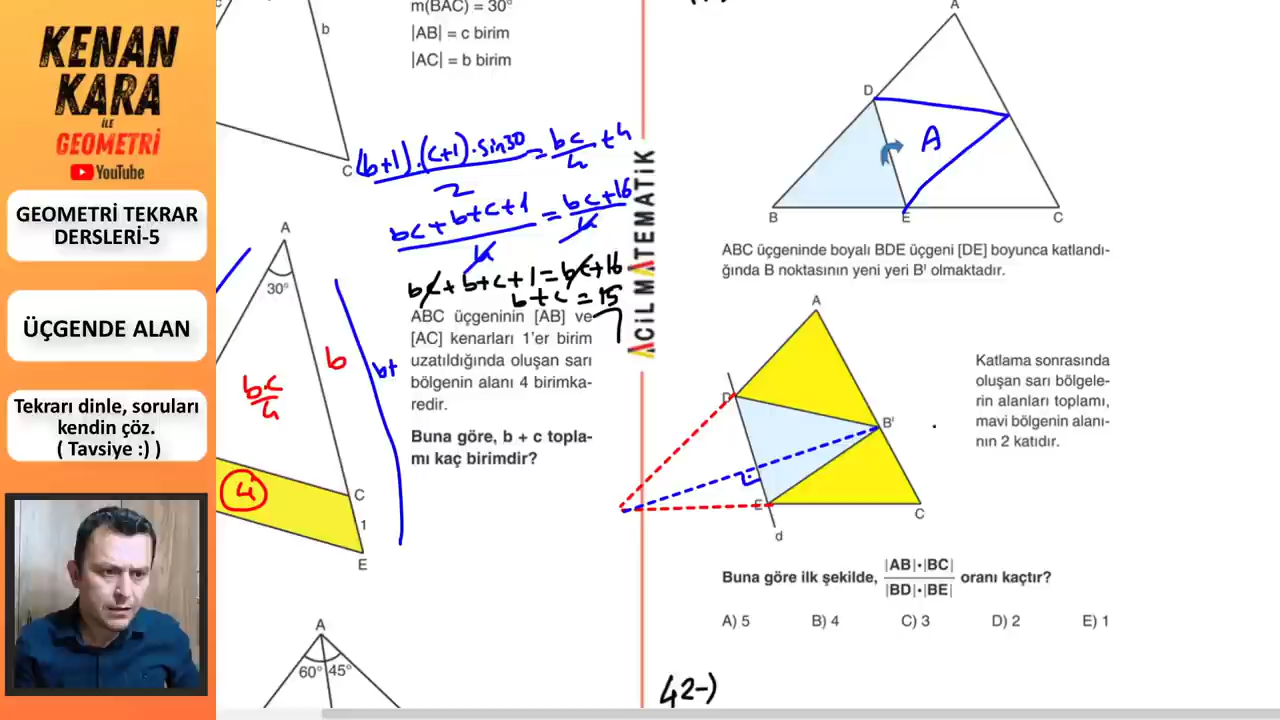 KENAN
KARA
İLE
GEOMETRİ
YouTube
GEOMETRİ TEKRAR
DERSLERİ-5
ÜÇGENDE ALAN
Tekrarı dinle, soruları
kendin çöz.
( Tavsiye :) )
b
C
m(BAC) = 30°
|AB| = c birim
|AC| = b birim
(b+1).(c+1).sin30 = bc + 4
2 4
bc+b+c+1 = bc+16
4 4
bc+b+c+1 = bc+16
b+c = 15
A
30°
b
b+
bc
4
4
C
1
E
ABC üçgeninin [AB] ve
[AC] kenarları 1'er birim
uzatıldığında oluşan sarı
bölgenin alanı 4 birimka-
redir.
Buna göre, b + c topla-
mı kaç birimdir?
A
60° 45°
ACİLMATEMATİK
A
D
A
B E C
ABC üçgeninde boyalı BDE üçgeni [DE] boyunca katlandı-
ğında B noktasının yeni yeri B' olmaktadır.
A
D
B'
E
C
d
Katlama sonrasında
oluşan sarı bölgele-
rin alanları toplamı,
mavi bölgenin alanı-
nın 2 katıdır.
Buna göre ilk şekilde, |AB|•|BC| / |BD|•|BE| oranı kaçtır?
A) 5 B) 4 C) 3 D) 2 E) 1
42-)